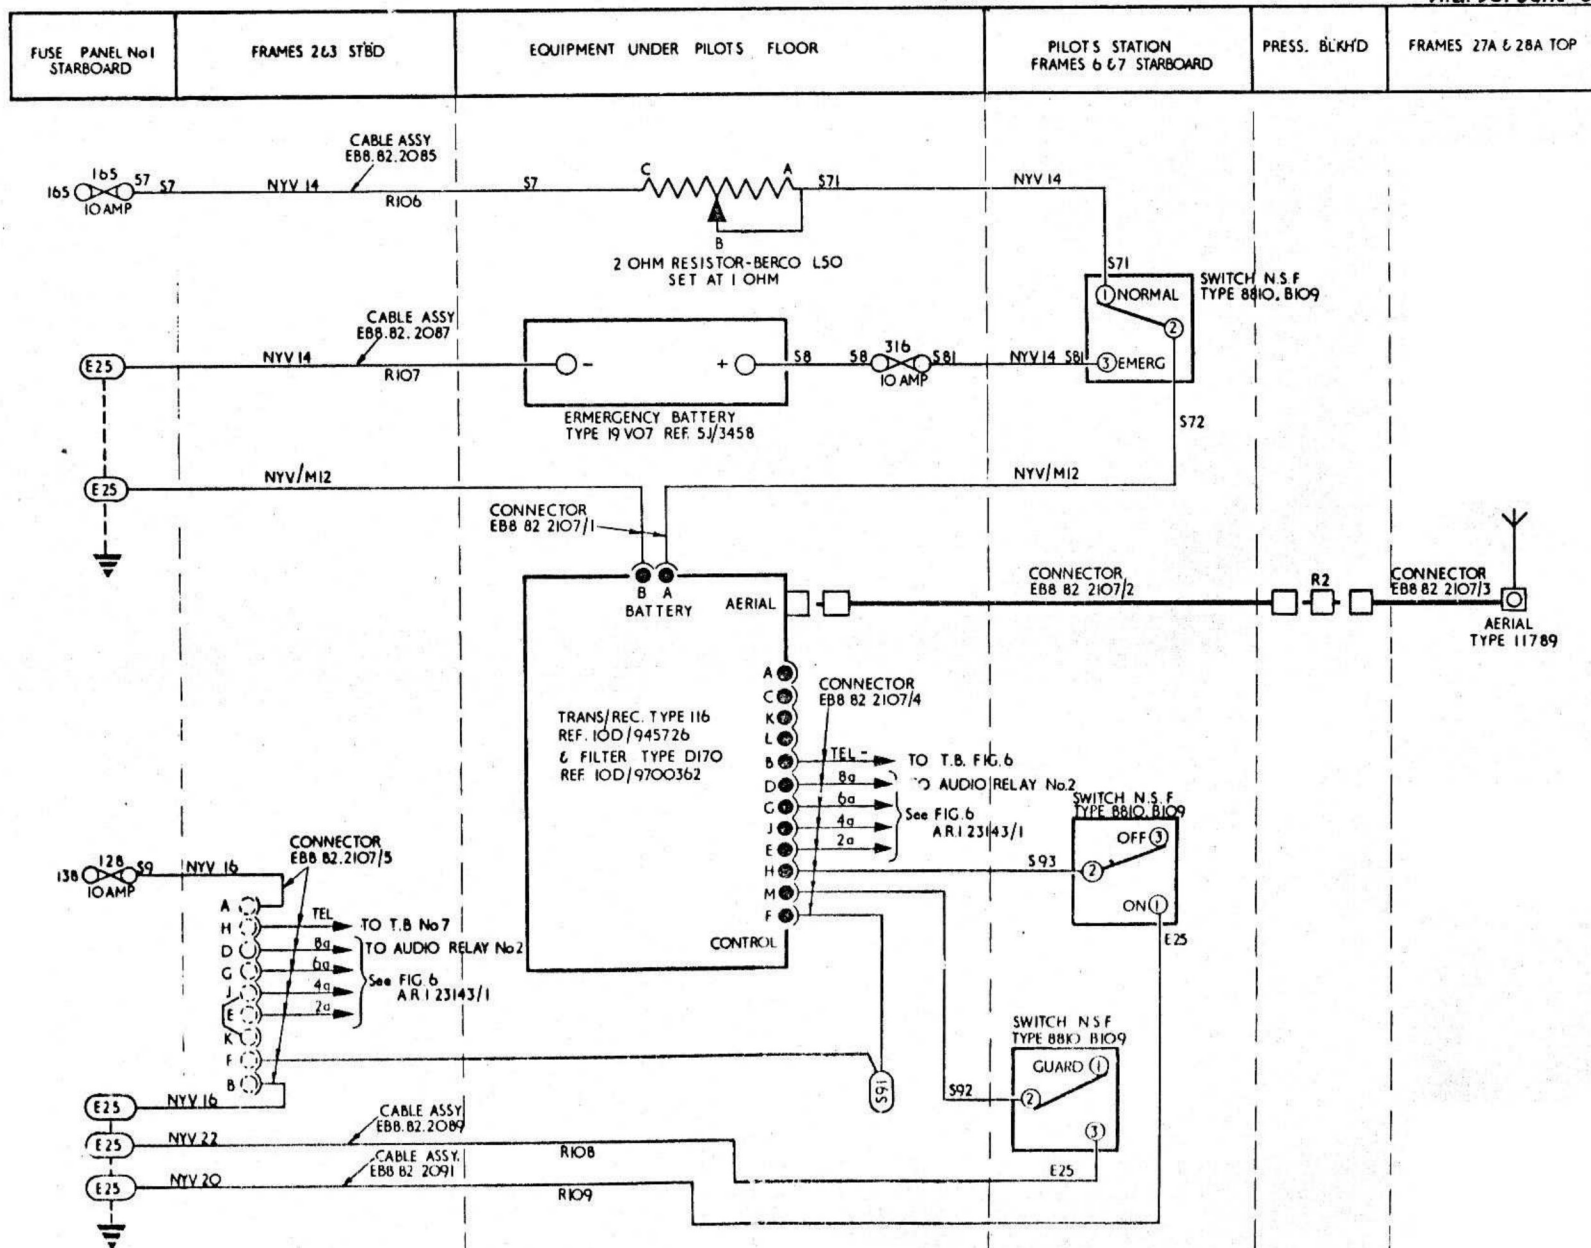 FUSE PANEL No1
STARBOARD
FRAMES 2&3 STBD
EQUIPMENT UNDER PILOTS FLOOR
PILOTS STATION
FRAMES 6 &7 STARBOARD
PRESS. BLKH'D
FRAMES 27A & 28A TOP
CABLE ASSY
EB8.82.2085
165
165
S7
S7
NYV 14
S7
C
A
S71
NYV 14
10 AMP
R106
B
2 OHM RESISTOR-BERCO L50
SET AT 1 OHM
S71
SWITCH N.S.F
TYPE 8810. B109
1
NORMAL
2
CABLE ASSY
EB8.82.2087
E25
NYV 14
R107
-
+
S8
S8
316
S81
10 AMP
NYV 14
S81
3
EMERG
ERMERGENCY BATTERY
TYPE 19 VO7 REF. 5J/3458
S72
E25
NYV/M12
NYV/M12
CONNECTOR
EB8 82 2107/1
B A
BATTERY
AERIAL
CONNECTOR
EB8 82 2107/2
R2
CONNECTOR
EB8 82 2107/3
AERIAL
TYPE 11789
TRANS/REC. TYPE 116
REF. 10D/945726
& FILTER TYPE D170
REF. 10D/9700362
A
C
K
L
B
D
G
J
E
H
M
F
CONTROL
CONNECTOR
EB8 82 2107/4
TEL -
TO T.B. FIG.6
8a
TO AUDIO RELAY No.2
6a
4a
2a
See FIG.6
A.R.I 23143/1
S93
SWITCH N.S.F
TYPE 8810. B109
OFF
3
2
ON
1
E25
CONNECTOR
EB8 82.2107/5
138
128
S9
NYV 16
10 AMP
A
H
D
G
J
E
K
F
B
TEL
TO T.B No7
8a
TO AUDIO RELAY No2
6a
4a
2a
See FIG.6
A.R.I 23143/1
S91
SWITCH N S F
TYPE 8810 B109
GUARD
1
S92
2
3
E25
E25
NYV 16
E25
NYV 22
CABLE ASSY
EB8.82.2089
R108
E25
NYV 20
CABLE ASSY.
EB8 82 2091
R109